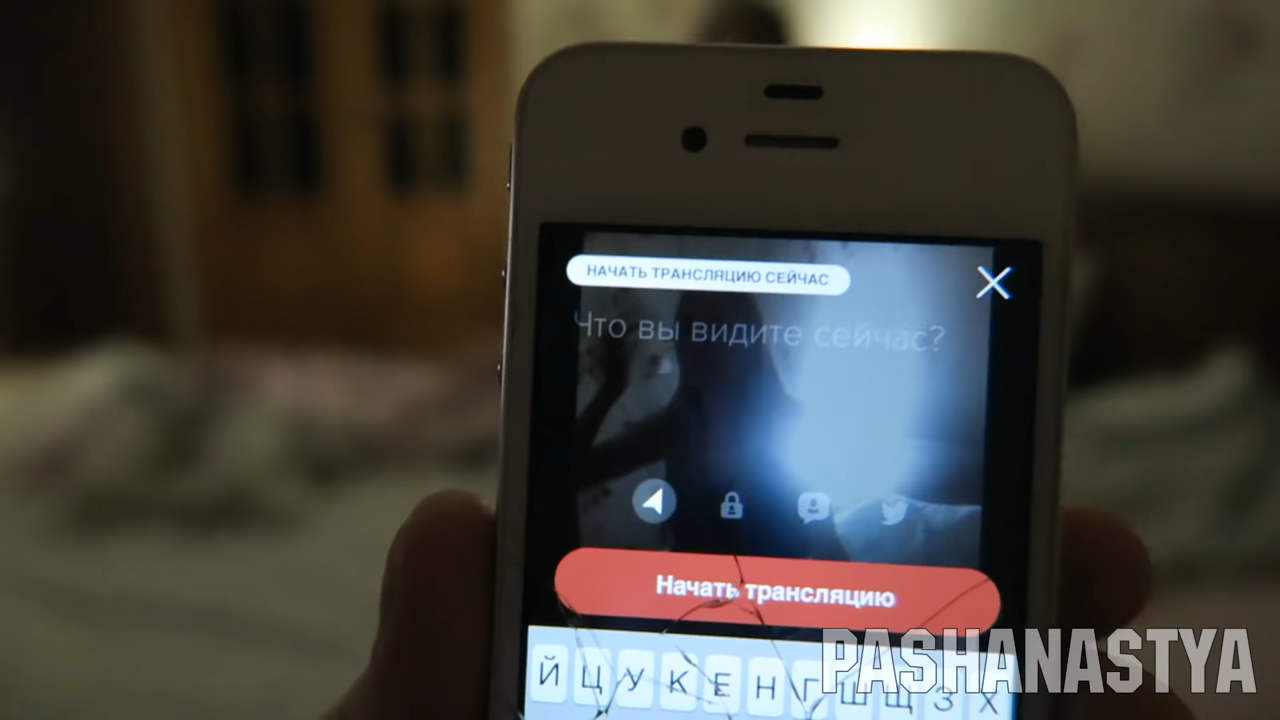 НАЧАТЬ ТРАНСЛЯЦИЮ СЕЙЧАС
Что вы видите сейчас?
Начать трансляцию
Й Ц У К Е Н Г Ш Щ З Х
PASHANASTYA